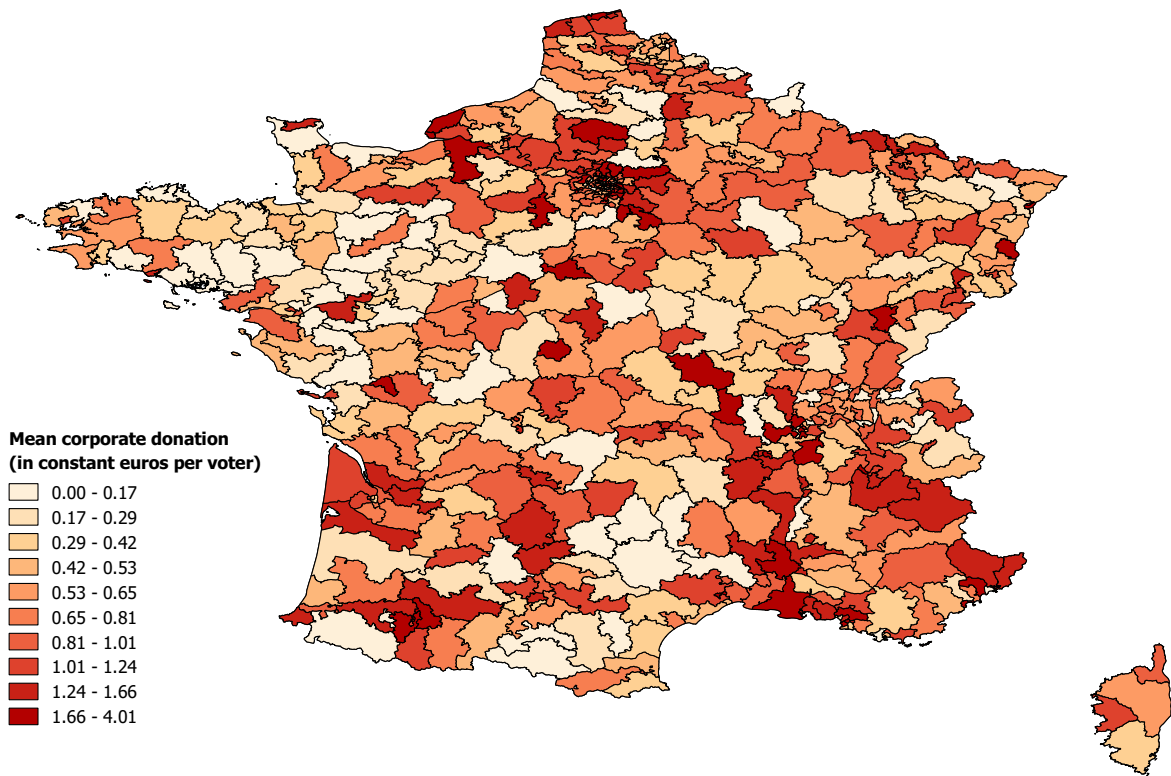 Mean corporate donation
(in constant euros per voter)
0.00 - 0.17
0.17 - 0.29
0.29 - 0.42
0.42 - 0.53
0.53 - 0.65
0.65 - 0.81
0.81 - 1.01
1.01 - 1.24
1.24 - 1.66
1.66 - 4.01